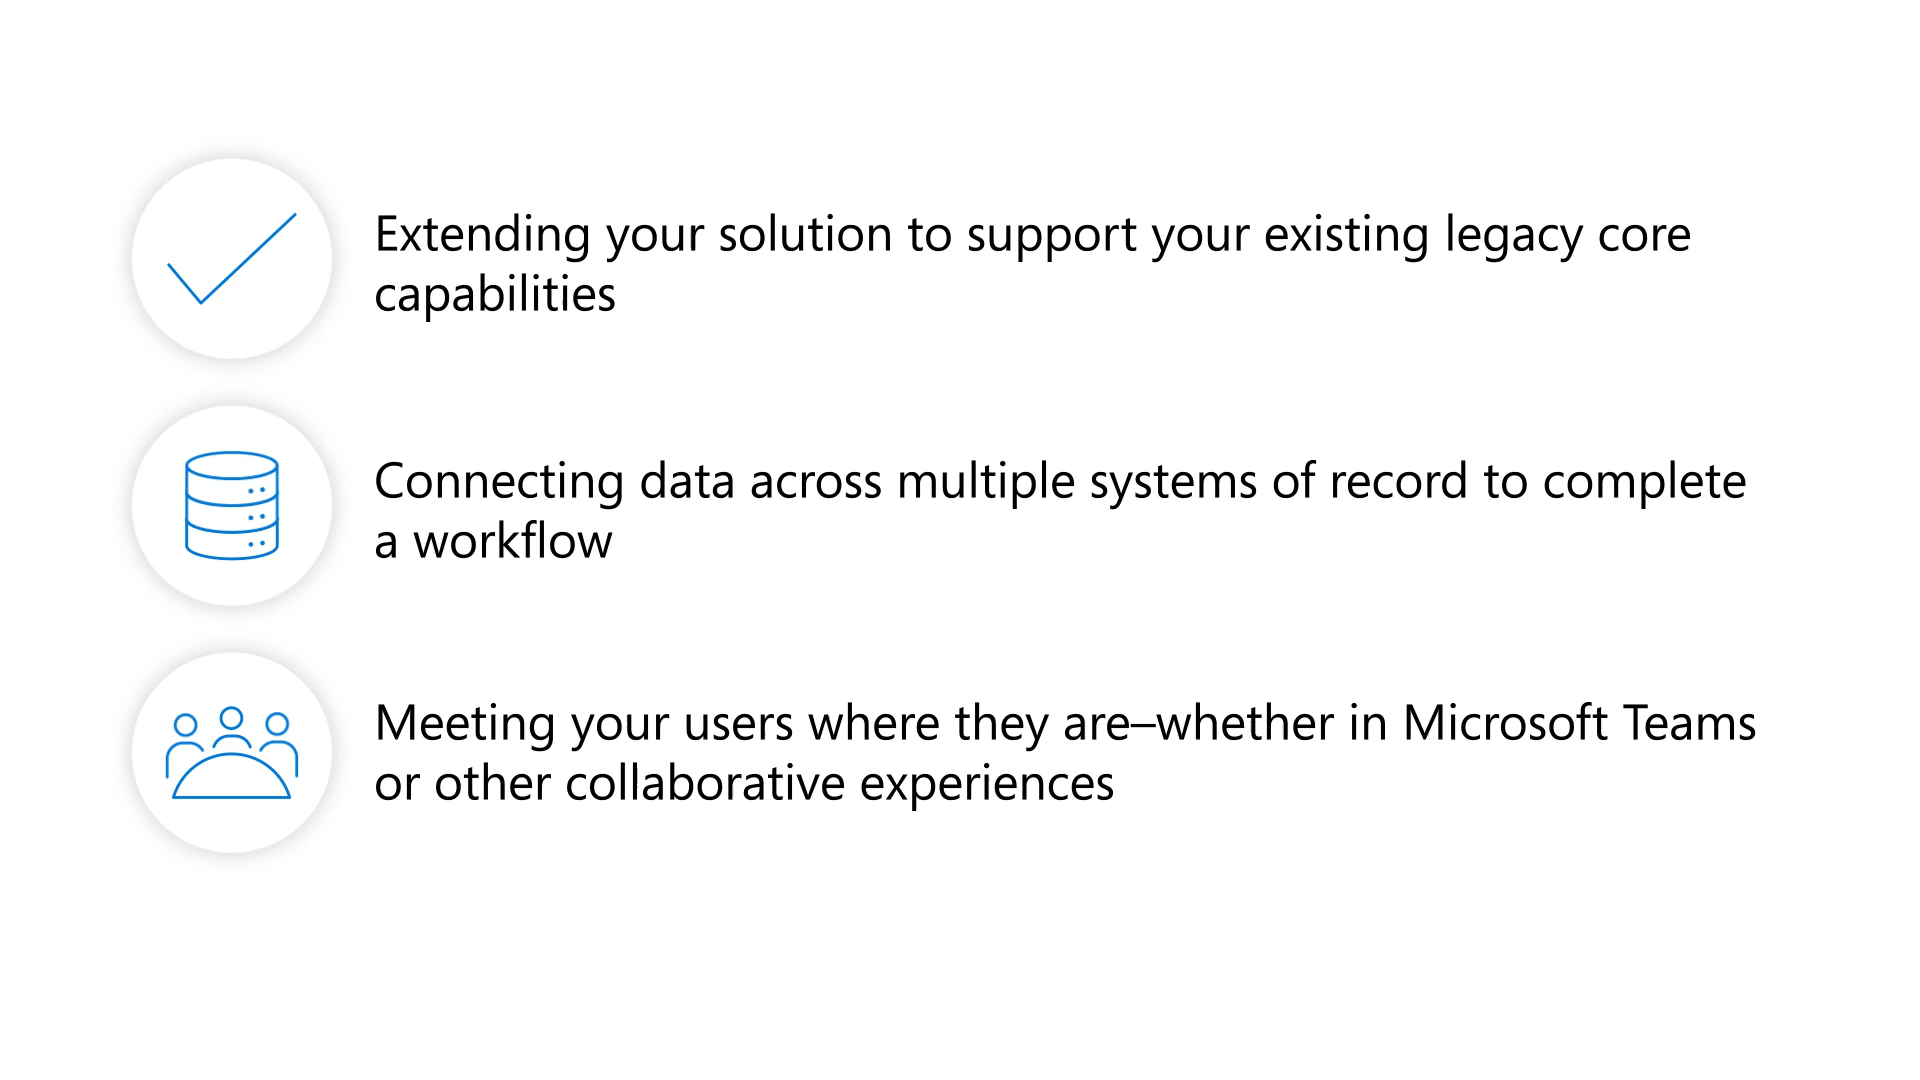 Extending your solution to support your existing legacy core
capabilities
Connecting data across multiple systems of record to complete
a workflow
Meeting your users where they are–whether in Microsoft Teams
or other collaborative experiences